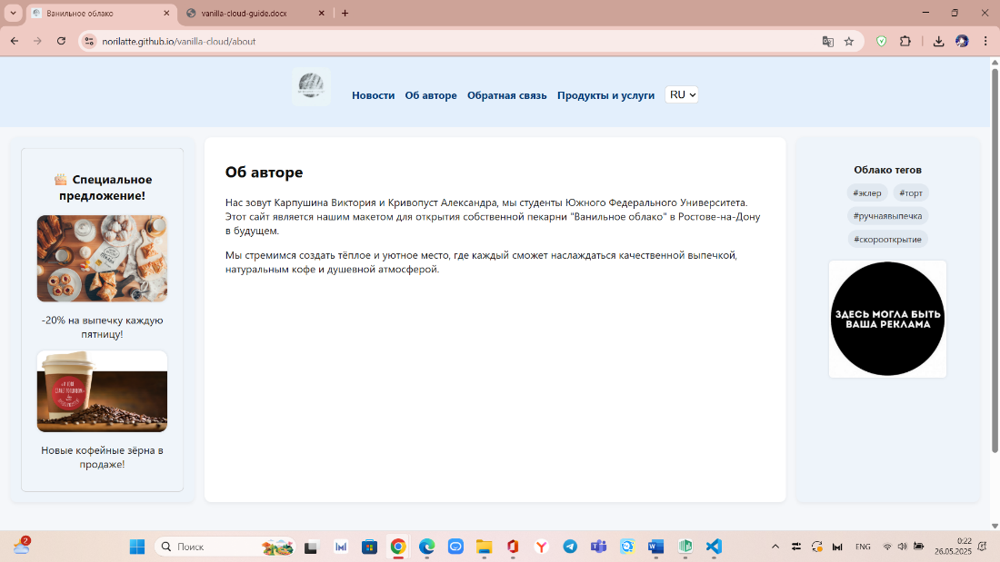 Ванильное облако
vanilla-cloud-guide.docx
norilatte.github.io/vanilla-cloud/about
Новости Об авторе Обратная связь Продукты и услуги RU
Специальное
предложение!
-20% на выпечку каждую
пятницу!
Новые кофейные зёрна в
продаже!
Об авторе
Нас зовут Карпушина Виктория и Кривопуст Александра, мы студенты Южного Федерального Университета.
Этот сайт является нашим макетом для открытия собственной пекарни "Ванильное облако" в Ростове-на-Дону
в будущем.
Мы стремимся создать тёплое и уютное место, где каждый сможет наслаждаться качественной выпечкой,
натуральным кофе и душевной атмосферой.
Облако тегов
#эклер #торт
#ручнаявыпечка
#скорооткрытие
ЗДЕСЬ МОГЛА БЫТЬ
ВАША РЕКЛАМА
2
Поиск
ENG
0:22
26.05.2025